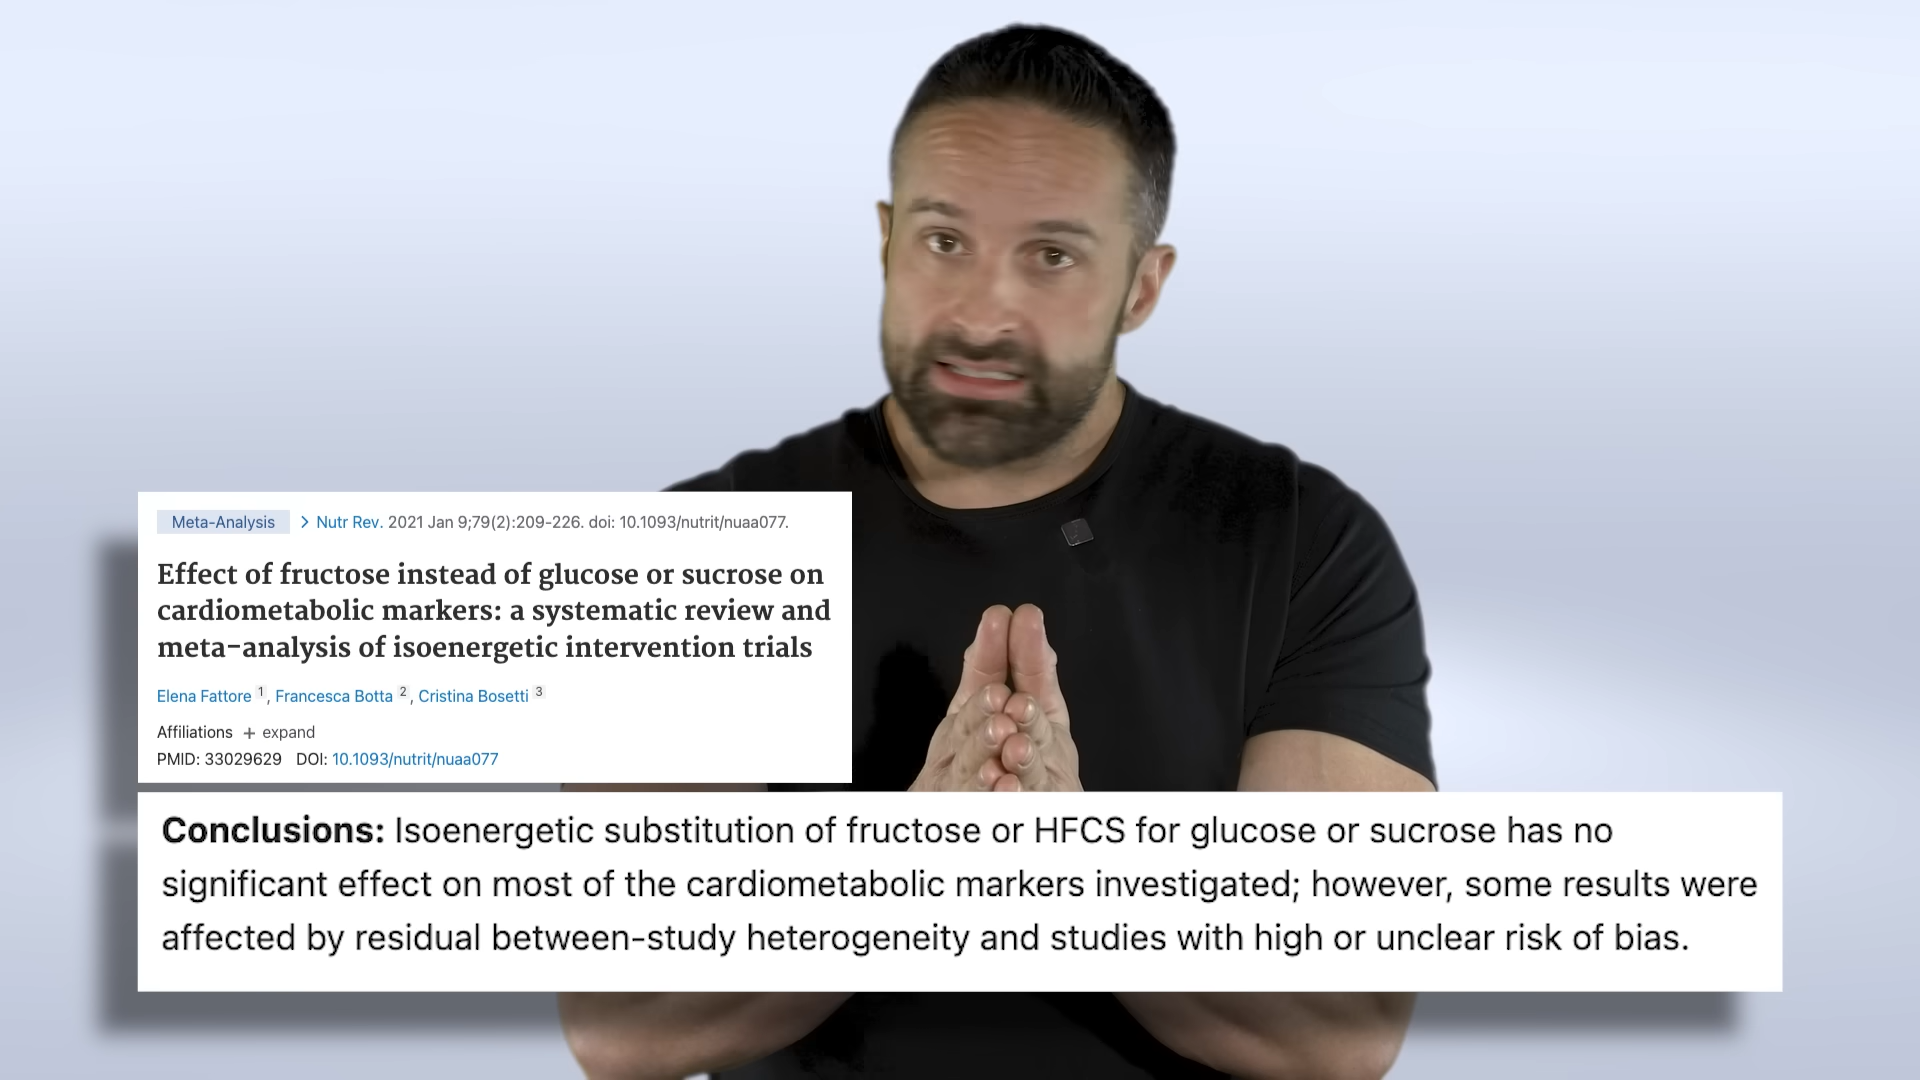 Meta-Analysis > Nutr Rev. 2021 Jan 9;79(2):209-226. doi: 10.1093/nutrit/nuaa077.
Effect of fructose instead of glucose or sucrose on
cardiometabolic markers: a systematic review and
meta-analysis of isoenergetic intervention trials
Elena Fattore 1, Francesca Botta 2, Cristina Bosetti 3
Affiliations + expand
PMID: 33029629 DOI: 10.1093/nutrit/nuaa077
Conclusions: Isoenergetic substitution of fructose or HFCS for glucose or sucrose has no
significant effect on most of the cardiometabolic markers investigated; however, some results were
affected by residual between-study heterogeneity and studies with high or unclear risk of bias.